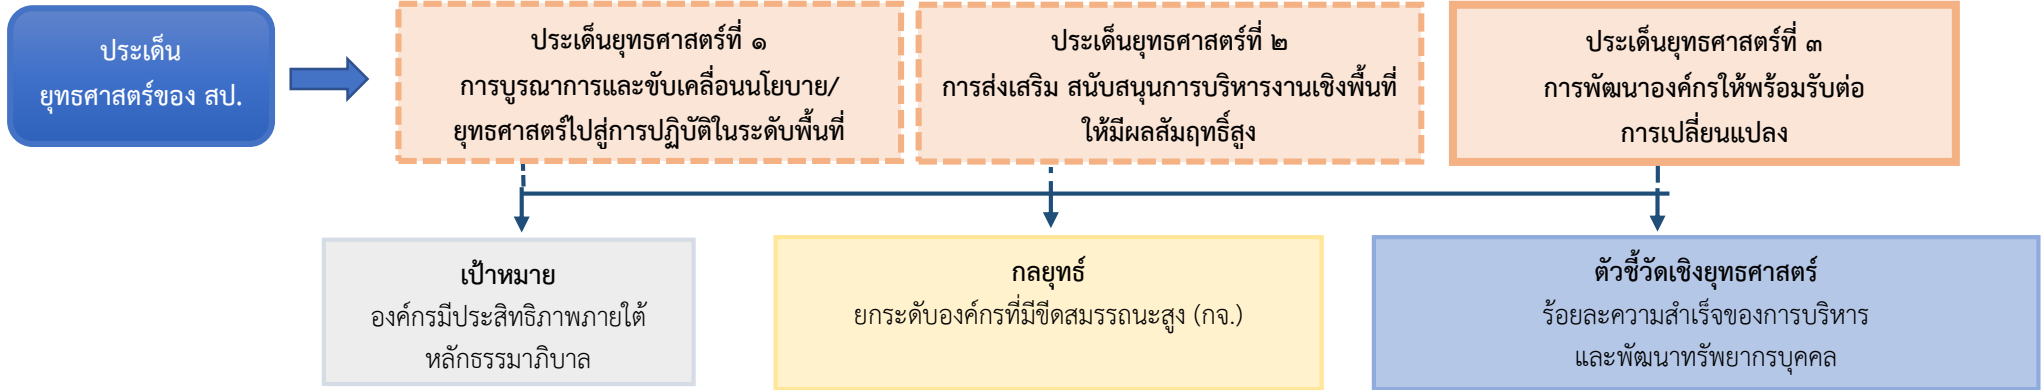 ประเด็น
ยุทธศาสตร์ของ สป.
ประเด็นยุทธศาสตร์ที่ ๑
การบูรณาการและขับเคลื่อนนโยบาย/
ยุทธศาสตร์ไปสู่การปฏิบัติในระดับพื้นที่
ประเด็นยุทธศาสตร์ที่ ๒
การส่งเสริม สนับสนุนการบริหารงานเชิงพื้นที่
ให้มีผลสัมฤทธิ์สูง
ประเด็นยุทธศาสตร์ที่ ๓
การพัฒนาองค์กรให้พร้อมรับต่อ
การเปลี่ยนแปลง
เป้าหมาย
องค์กรมีประสิทธิภาพภายใต้
หลักธรรมาภิบาล
กลยุทธ์
ยกระดับองค์กรที่มีขีดสมรรถนะสูง (กจ.)
ตัวชี้วัดเชิงยุทธศาสตร์
ร้อยละความสำเร็จของการบริหาร
และพัฒนาทรัพยากรบุคคล